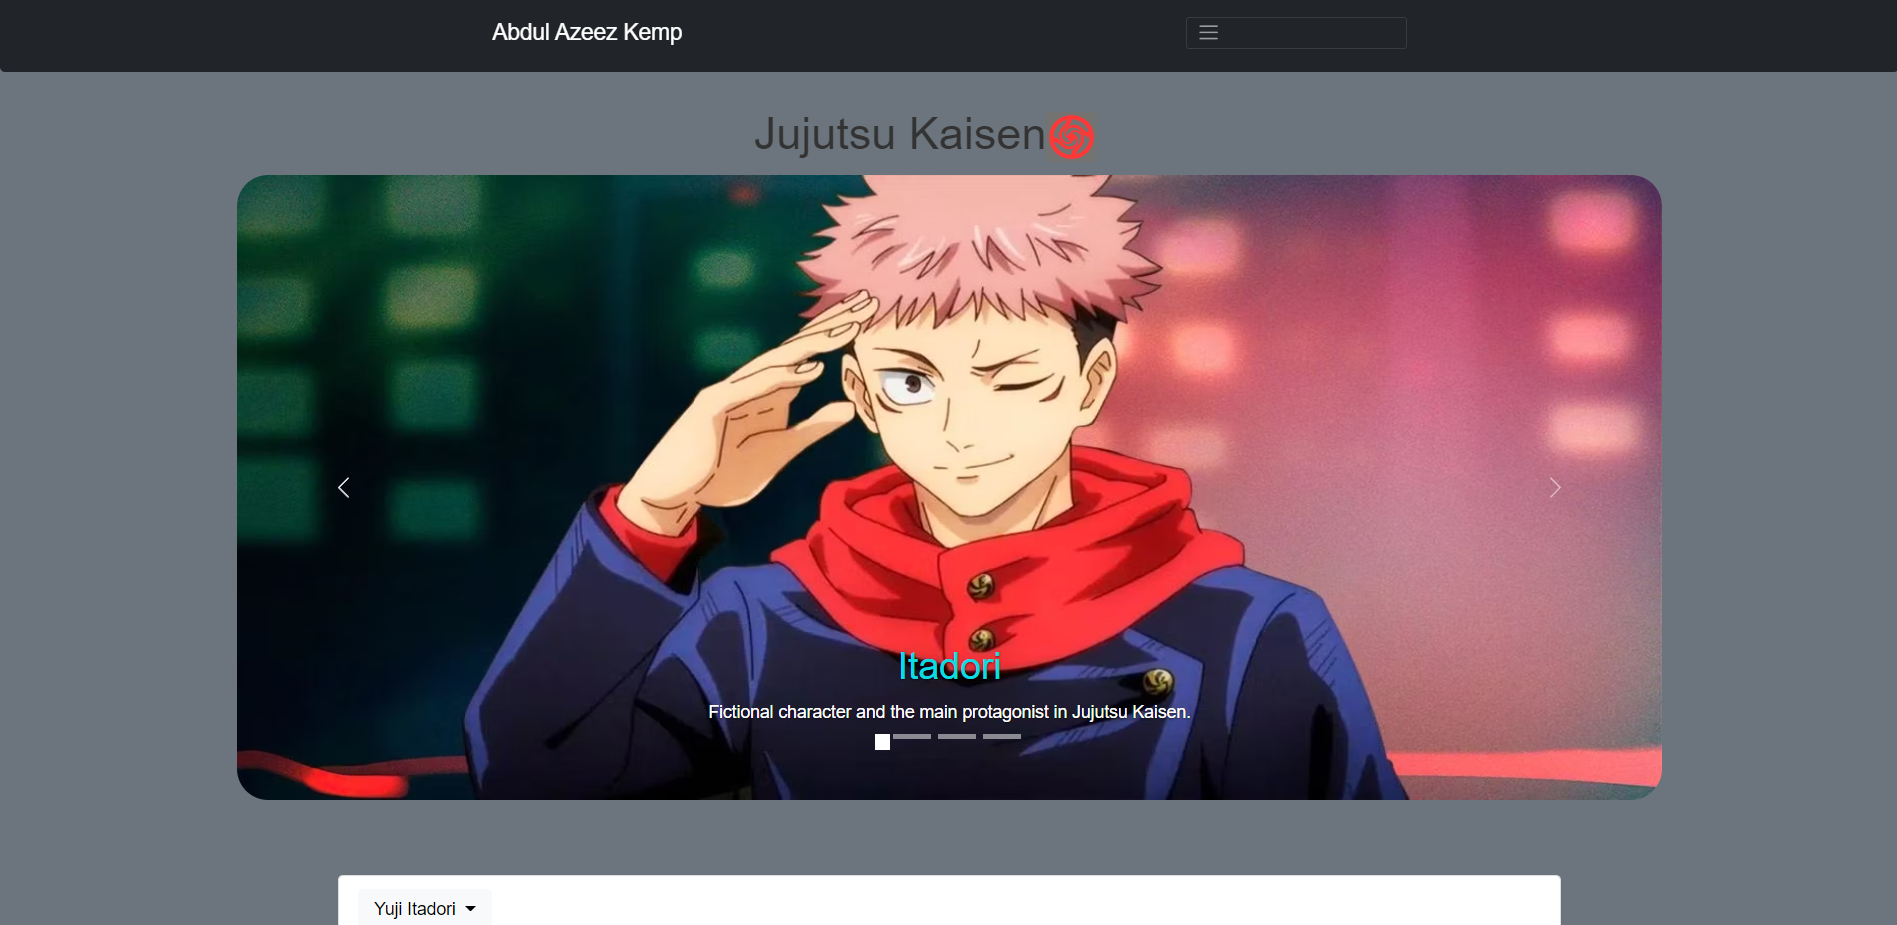 Abdul Azeez Kemp
Jujutsu Kaisen
Itadori
Fictional character and the main protagonist in Jujutsu Kaisen.
Yuji Itadori